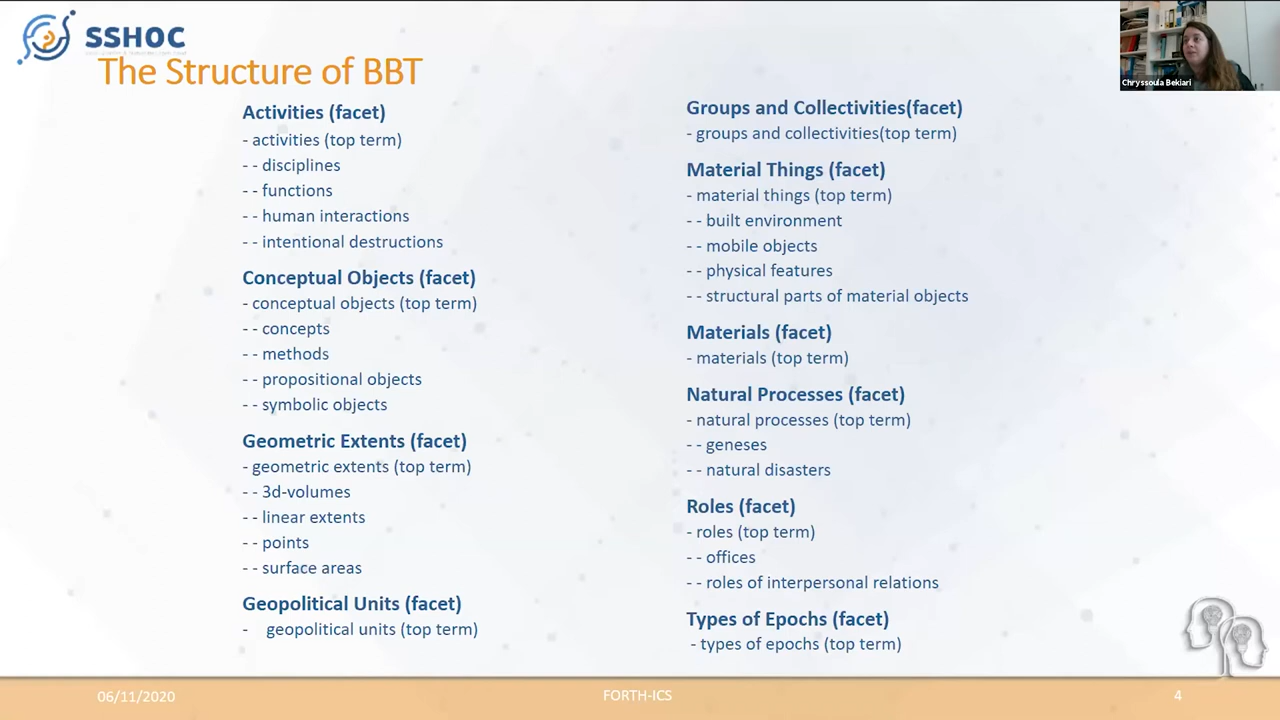 SSHOC
The Structure of BBT
Activities (facet)
- activities (top term)
- - disciplines
- - functions
- - human interactions
- - intentional destructions
Conceptual Objects (facet)
- conceptual objects (top term)
- - concepts
- - methods
- - propositional objects
- - symbolic objects
Geometric Extents (facet)
- geometric extents (top term)
- - 3d-volumes
- - linear extents
- - points
- - surface areas
Geopolitical Units (facet)
- geopolitical units (top term)
Groups and Collectivities(facet)
- groups and collectivities(top term)
Material Things (facet)
- material things (top term)
- - built environment
- - mobile objects
- - physical features
- - structural parts of material objects
Materials (facet)
- materials (top term)
Natural Processes (facet)
- natural processes (top term)
- - geneses
- - natural disasters
Roles (facet)
- roles (top term)
- - offices
- - roles of interpersonal relations
Types of Epochs (facet)
- types of epochs (top term)
Chryssoula Bekiari
06/11/2020
FORTH-ICS
4